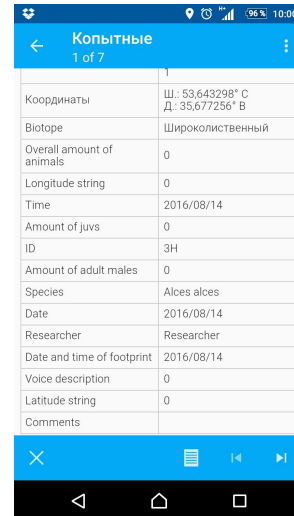 96% 10:00
Копытные
1 of 7
1
Координаты Ш.: 53,643298° С
Д.: 35,677256° В
Biotope Широколиственный
Overall amount of
animals 0
Longitude string 0
Time 2016/08/14
Amount of juvs 0
ID 3H
Amount of adult males 0
Species Alces alces
Date 2016/08/14
Researcher Researcher
Date and time of footprint 2016/08/14
Voice description 0
Latitude string 0
Comments